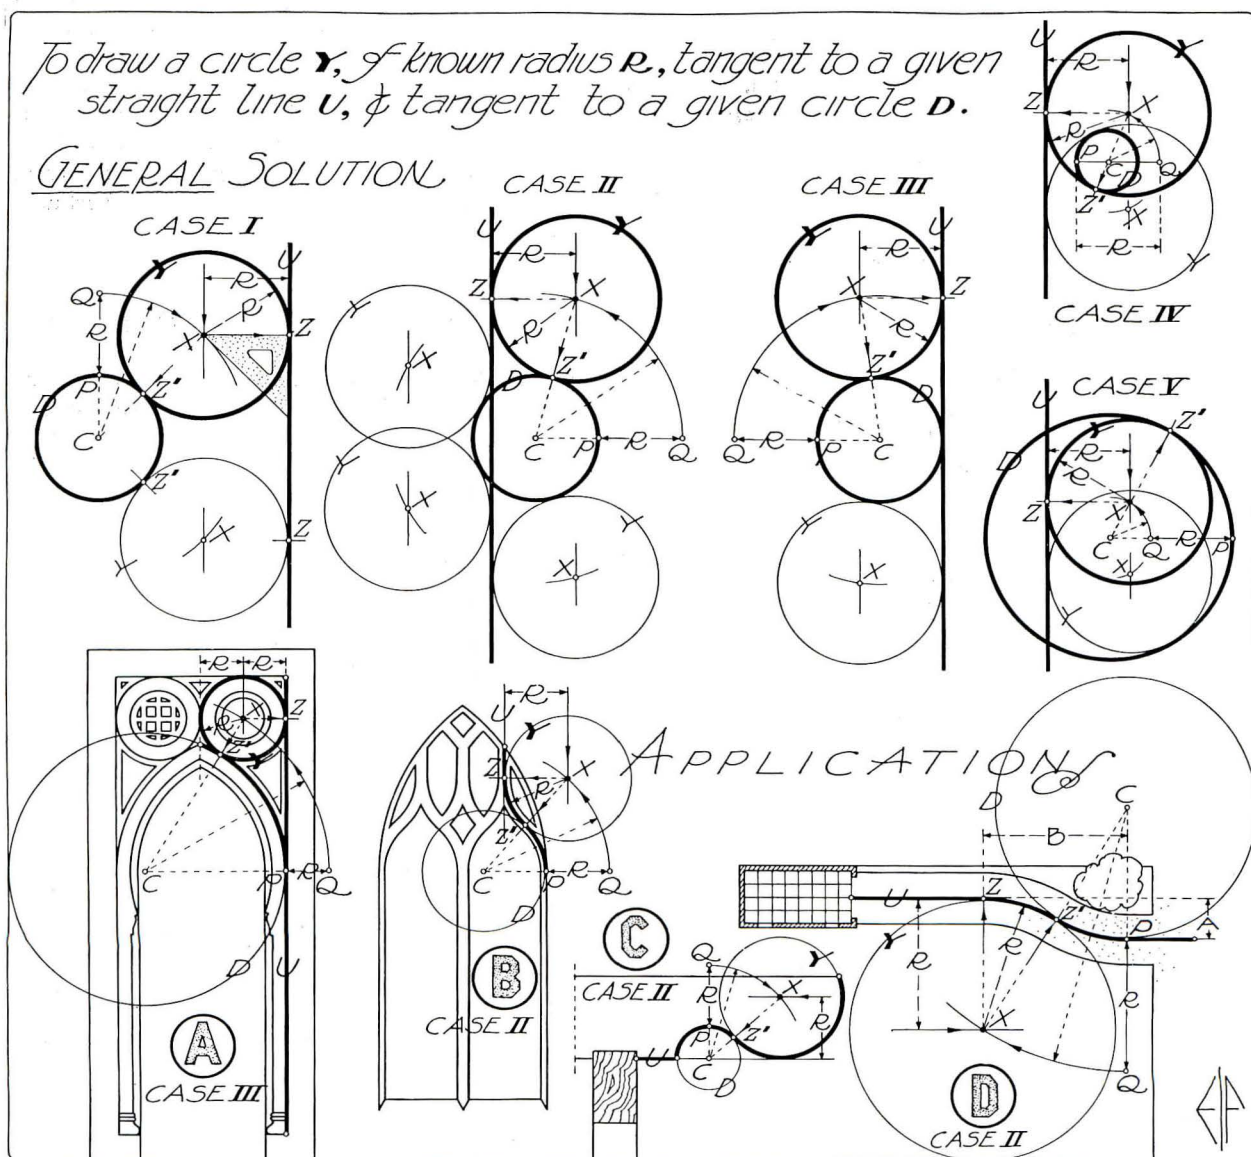 To draw a circle Y, of known radius R, tangent to a given
straight line U, & tangent to a given circle D.
GENERAL SOLUTION
CASE I
Y
U
R
R
Q
R
X
Z
P
Z'
D
C
Z'
X
Z
Y
CASE II
U
Y
R
Z
X
R
Y
X
Z'
D
C
P
R
Q
Y
X
Y
X
CASE III
Y
U
R
X
Z
R
Z'
D
Q
R
P
C
Y
X
U
R
Y
Z
X
R
P
C
Q
D
Z'
X
R
Y
CASE IV
CASE V
U
Y
Z'
D
R
R
Z
X
C
Q
R
P
X
Y
APPLICATIONS
R
R
X
Z
R
Z'
Y
C
P
R
Q
D
U
A
CASE III
R
U
Y
Z
X
R
Z'
C
P
R
Q
D
B
CASE II
C
CASE II
Q
Y
R
X
P
Z'
R
U
C
D
D
C
B
U
Z
Z'
A
P
Y
R
R
R
X
Q
D
CASE II